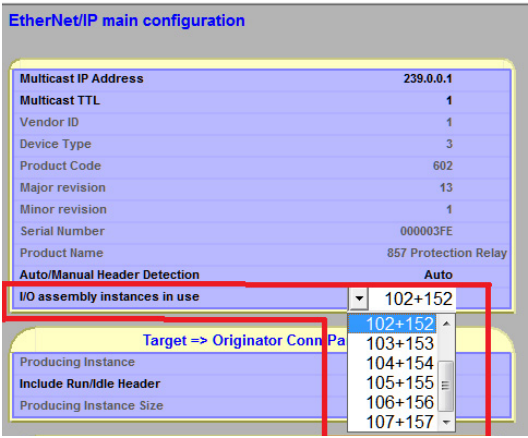 EtherNet/IP main configuration
Multicast IP Address 239.0.0.1
Multicast TTL 1
Vendor ID 1
Device Type 3
Product Code 602
Major revision 13
Minor revision 1
Serial Number 000003FE
Product Name 857 Protection Relay
Auto/Manual Header Detection Auto
I/O assembly instances in use 102+152
102+152
Target => Originator Conn Pa
103+153
Producing Instance 104+154
Include Run/Idle Header 105+155
Producing Instance Size 106+156
107+157